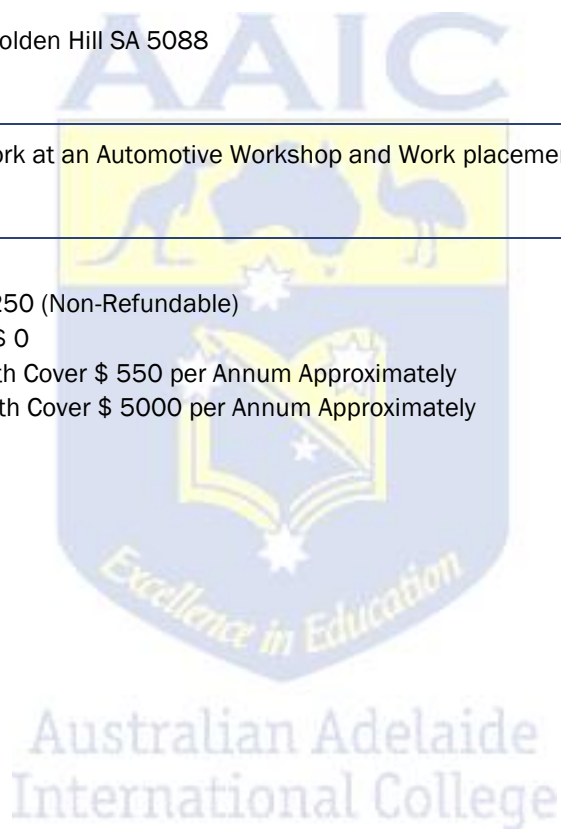 AAIC
olden Hill SA 5088
ork at an Automotive Workshop and Work placemen
250 (Non-Refundable)
$ 0
th Cover $ 550 per Annum Approximately
th Cover $ 5000 per Annum Approximately
Excellence in Education
Australian Adelaide
International College